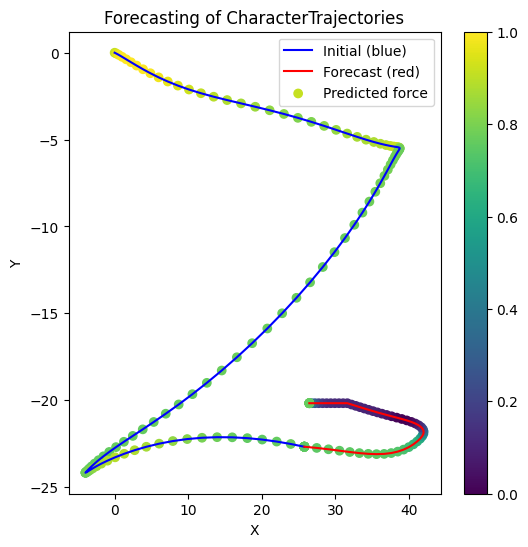 Forecasting of CharacterTrajectories
Initial (blue)
Forecast (red)
Predicted force
0
−5
−10
−15
−20
−25
Y
0
10
20
30
40
X
1.0
0.8
0.6
0.4
0.2
0.0